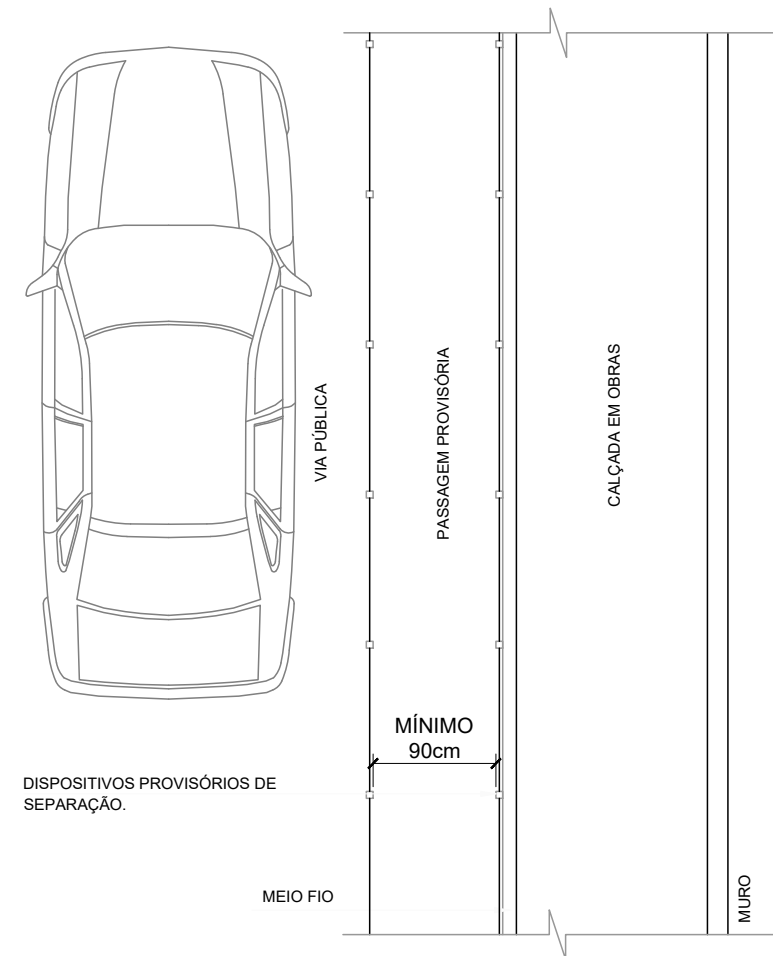 VIA PÚBLICA
PASSAGEM PROVISÓRIA
CALÇADA EM OBRAS
MÍNIMO
90cm
DISPOSITIVOS PROVISÓRIOS DE
SEPARAÇÃO.
MEIO FIO
MURO